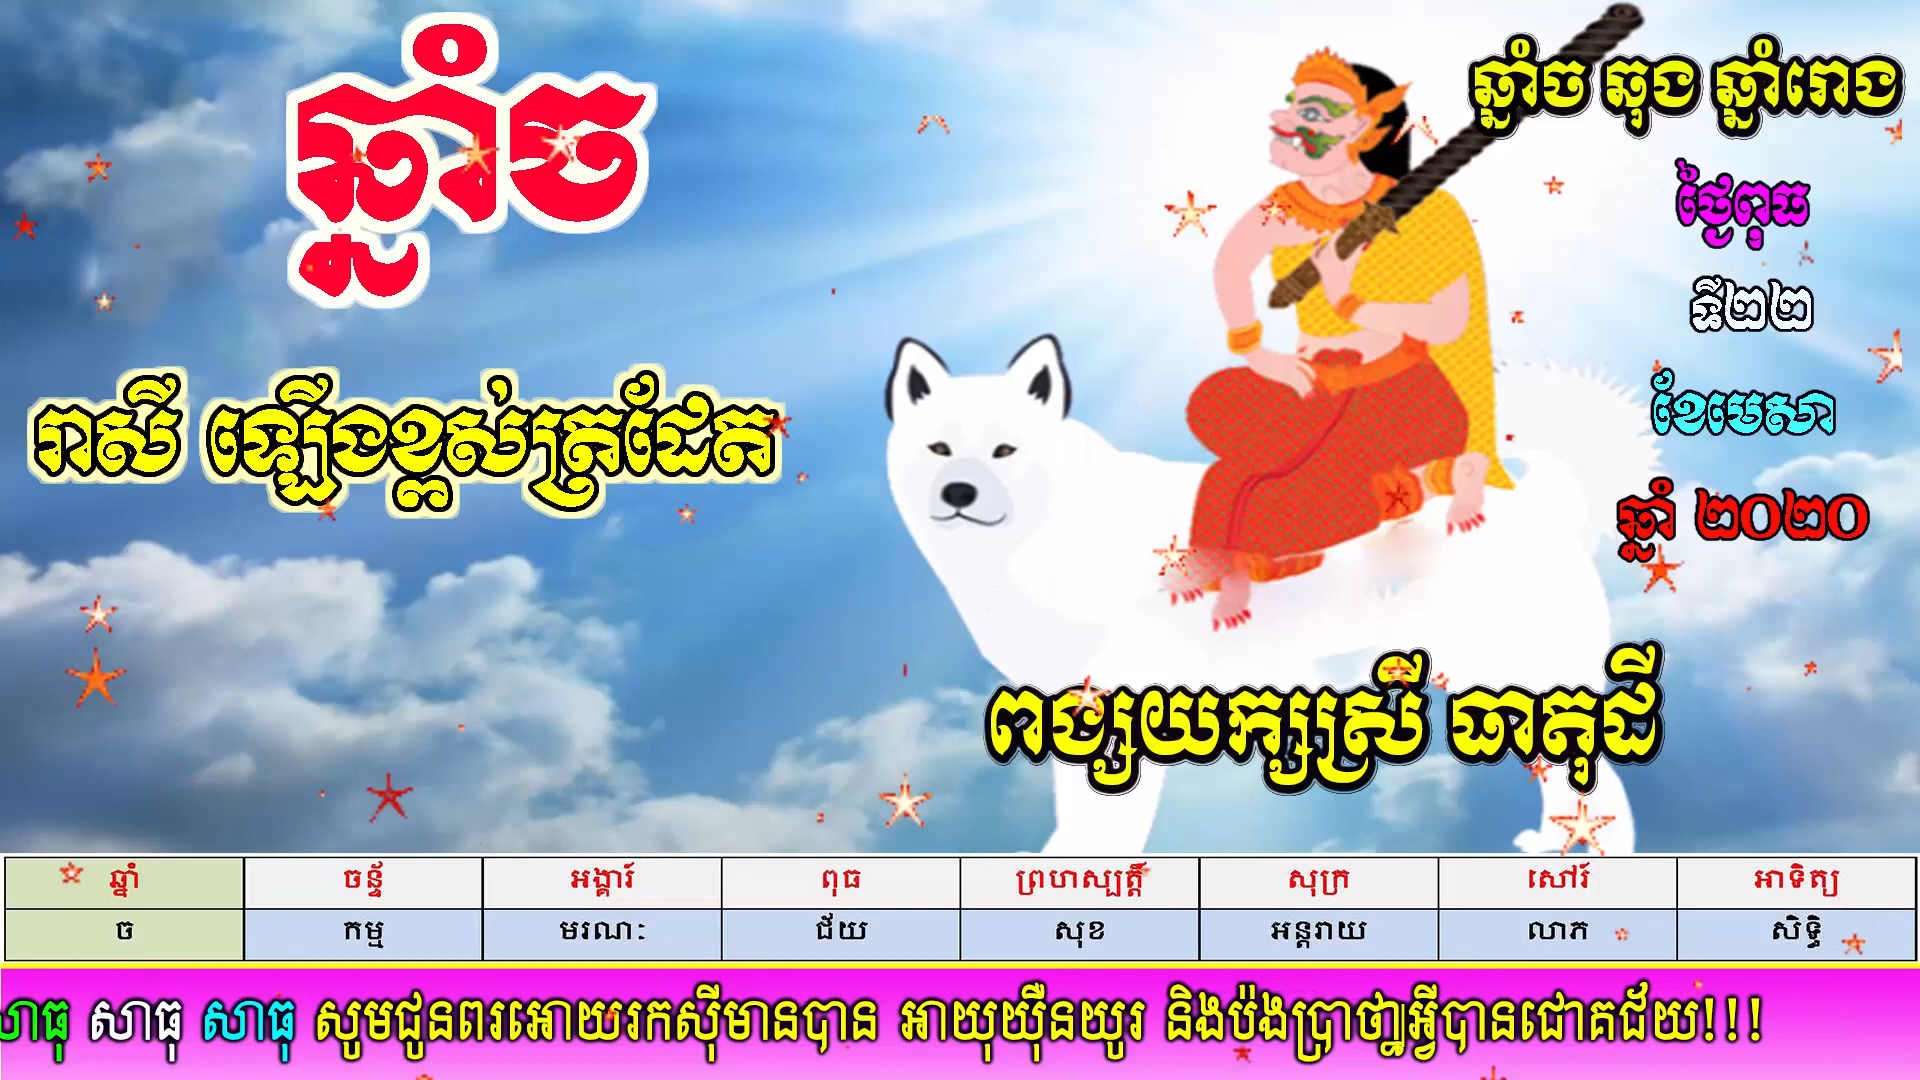 ឆ្នាំច
រាសី ឡើងខ្ពស់ត្រដែត
ឆ្នាំច ឆុង ឆ្នាំរោង
ថ្ងៃពុធ
ទី២២
ខែមេសា
ឆ្នាំ ២០២០
ពង្សយក្សស្រី ធាតុដី
ឆ្នាំ ចន្ទ័ អង្គារ៍ ពុធ ព្រហស្បត្តិ៍ សុក្រ សៅរ៍ អាទិត្យ
ច កម្ម មរណៈ ជ័យ សុខ អន្តរាយ លាភ សិទ្ធិ
សាធុ សាធុ សាធុ សូមជូនពរអោយរកស៊ីមានបាន អាយុយ៉ឺនយូរ និងប៉ងប្រាថា្នអ្វីបានជោគជ័យ!!!